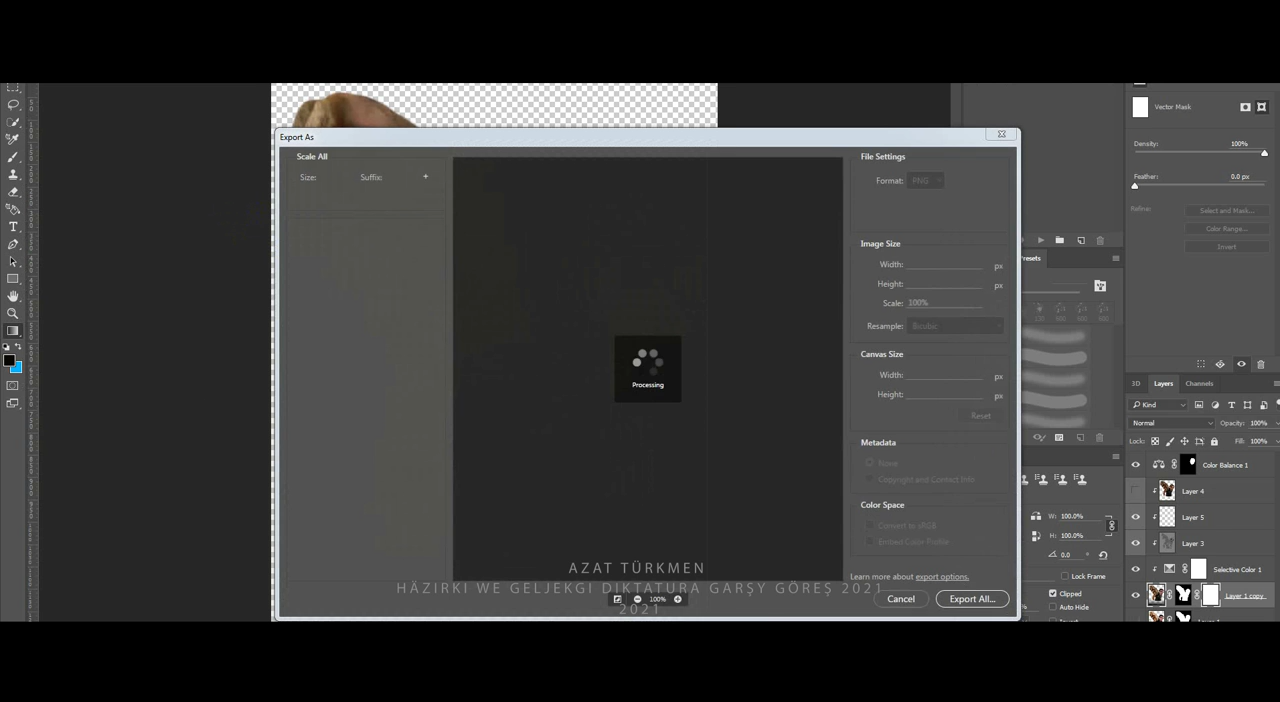 Export As
Scale All
Size: Suffix: +
File Settings
Format: PNG
Image Size
Width: px
Height: px
Scale: 100%
Resample: Bicubic
Canvas Size
Width: px
Height: px
Reset
Metadata
None
Copyright and Contact Info
Color Space
Convert to sRGB
Embed Color Profile
Learn more about export options.
Cancel
Export All...
Processing
100%
AZAT TÜRKMEN
HÄZIRKI WE GELJEKGI DIKTATURA GARŞY GÖREŞ 2021
2021
Vector Mask
Density: 100%
Feather: 0.0 px
Refine:
Select and Mask...
Color Range...
Invert
Presets
W: 100.0%
H: 100.0%
0.0 °
Lock Frame
Clipped
Auto Hide
3D Layers Channels
Kind
Normal Opacity: 100%
Lock: Fill: 100%
Color Balance 1
Layer 4
Layer 5
Layer 3
Selective Color 1
Layer 1 copy